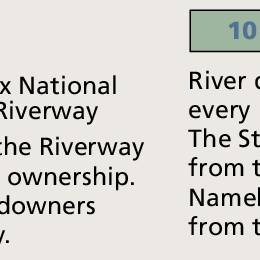 x National
Riverway
the Riverway
ownership.
downers
y.
10
River
every
The St
from t
Namel
from t